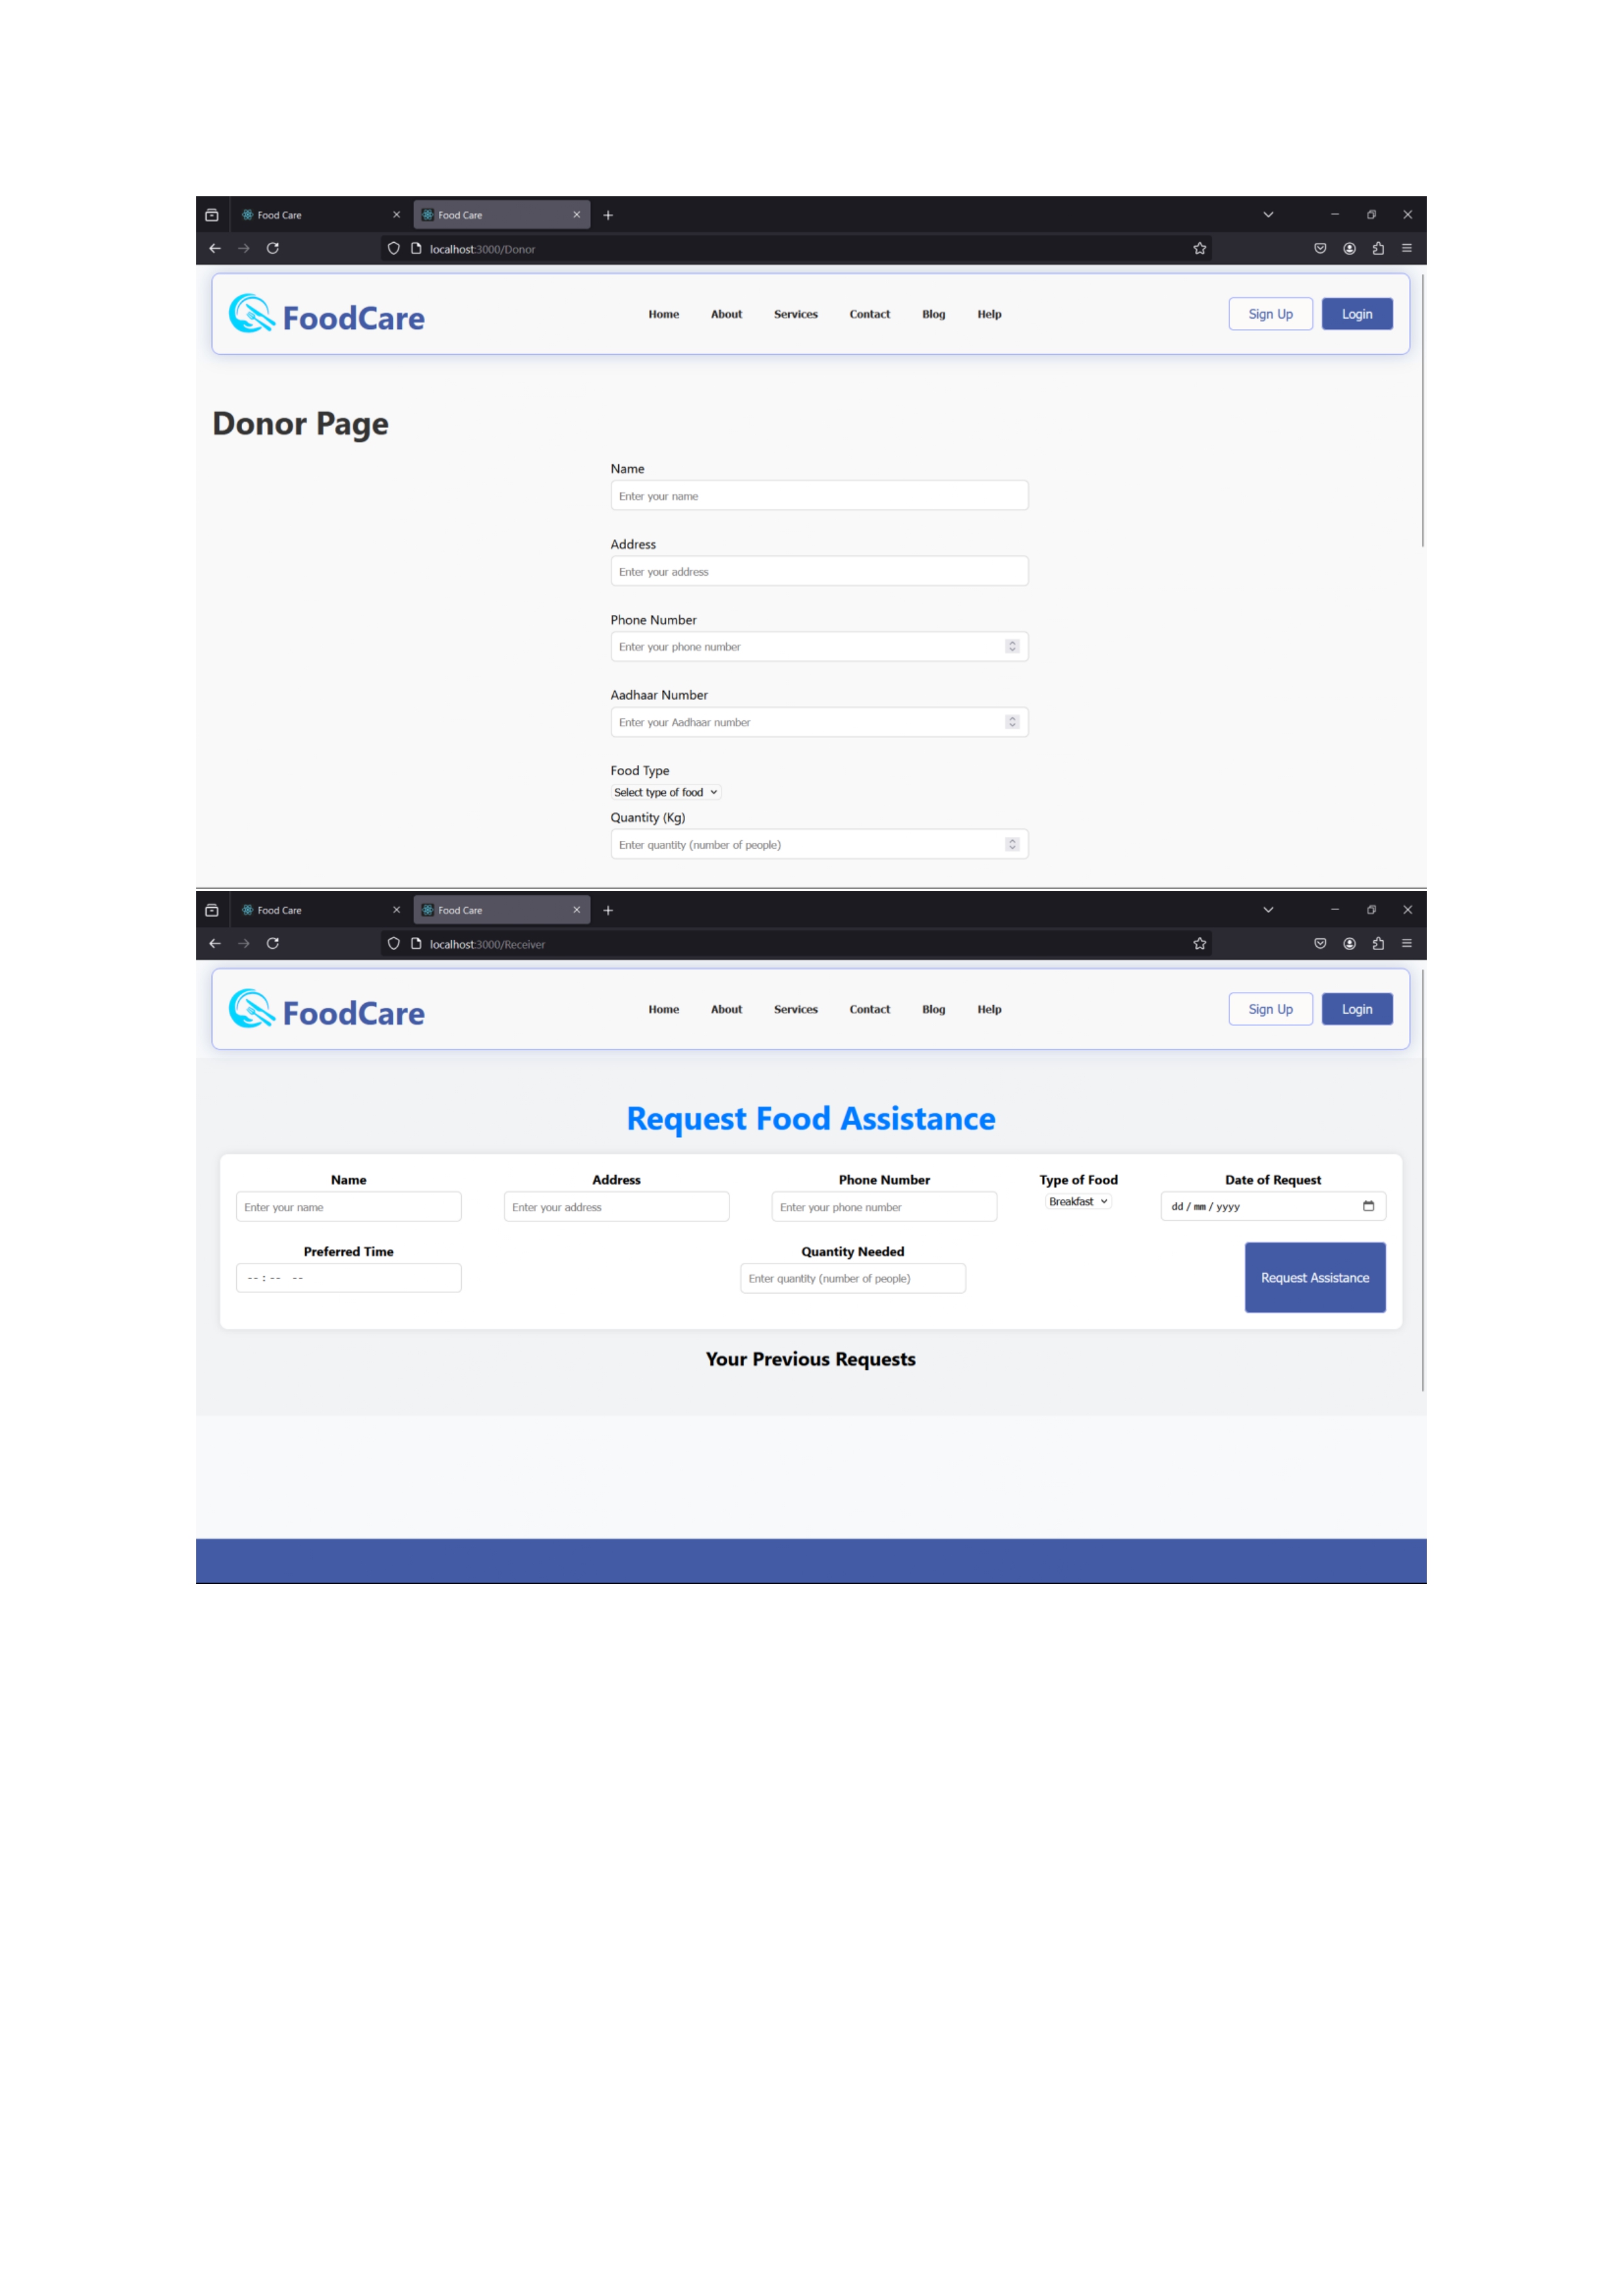 Food Care
Food Care
localhost:3000/Donor
FoodCare
Home About Services Contact Blog Help
Sign Up Login
Donor Page
Name
Enter your name
Address
Enter your address
Phone Number
Enter your phone number
Aadhaar Number
Enter your Aadhaar number
Food Type
Select type of food
Quantity (Kg)
Enter quantity (number of people)
Food Care
Food Care
localhost:3000/Receiver
FoodCare
Home About Services Contact Blog Help
Sign Up Login
Request Food Assistance
Name Address Phone Number Type of Food Date of Request
Enter your name Enter your address Enter your phone number Breakfast dd / mm / yyyy
Preferred Time Quantity Needed
-- : -- -- Enter quantity (number of people) Request Assistance
Your Previous Requests